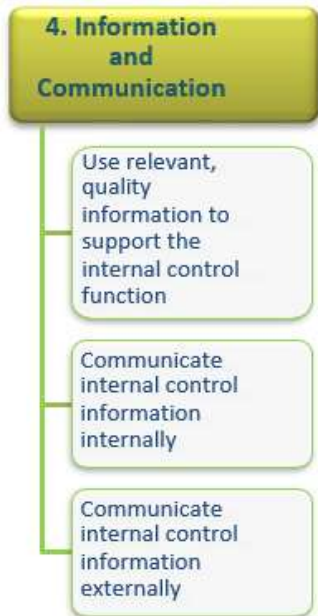 4. Information
and
Communication
Use relevant,
quality
information to
support the
internal control
function
Communicate
internal control
information
internally
Communicate
internal control
information
externally